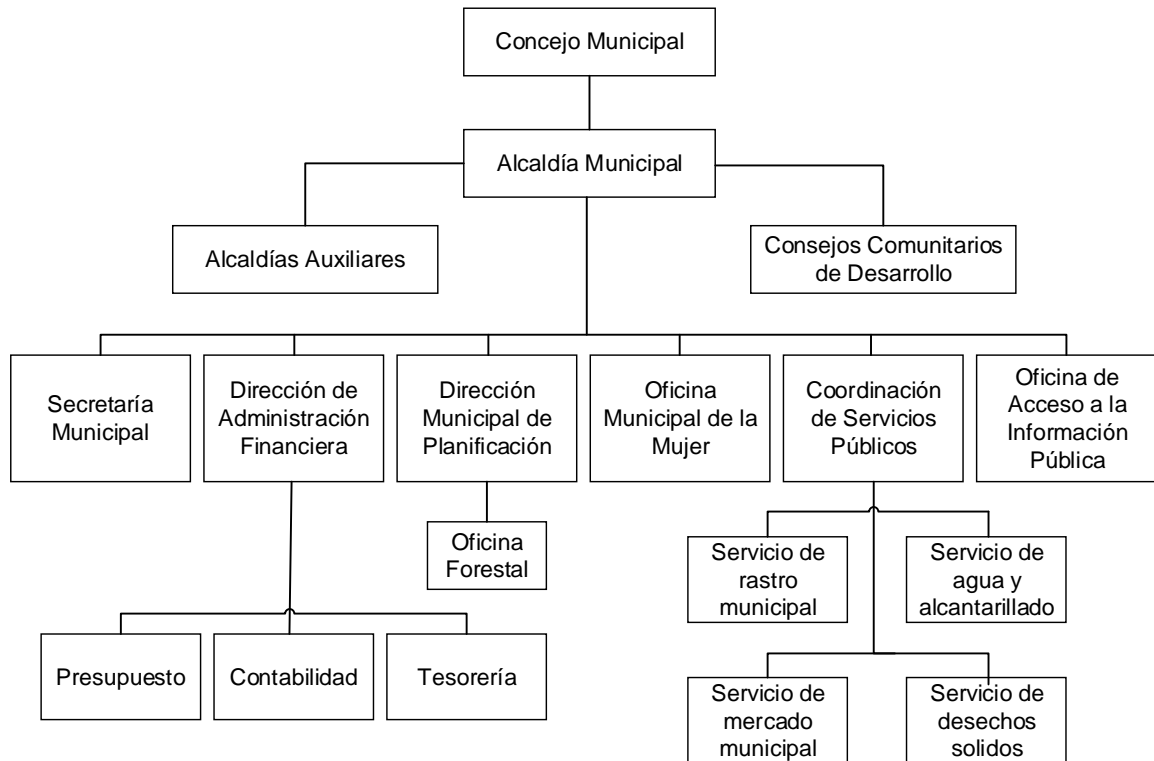 Concejo Municipal
Alcaldía Municipal
Alcaldías Auxiliares
Consejos Comunitarios
de Desarrollo
Secretaría
Municipal
Dirección de
Administración
Financiera
Dirección
Municipal de
Planificación
Oficina
Municipal de la
Mujer
Coordinación
de Servicios
Públicos
Oficina de
Acceso a la
Información
Pública
Oficina
Forestal
Servicio de
rastro
municipal
Servicio de
agua y
alcantarillado
Presupuesto
Contabilidad
Tesorería
Servicio de
mercado
municipal
Servicio de
desechos
solidos